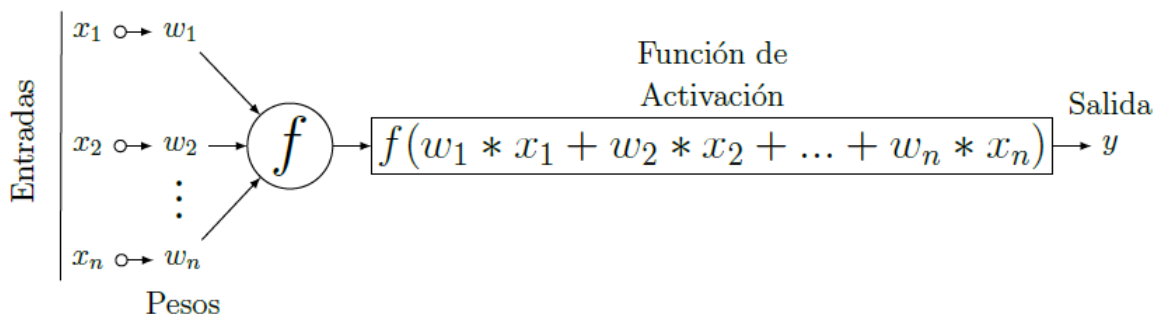 Entradas
x₁ w₁
x₂ w₂
⋮
xₙ wₙ
Pesos
f
Función de
Activación
f(w₁ * x₁ + w₂ * x₂ + ... + wₙ * xₙ)
Salida
y